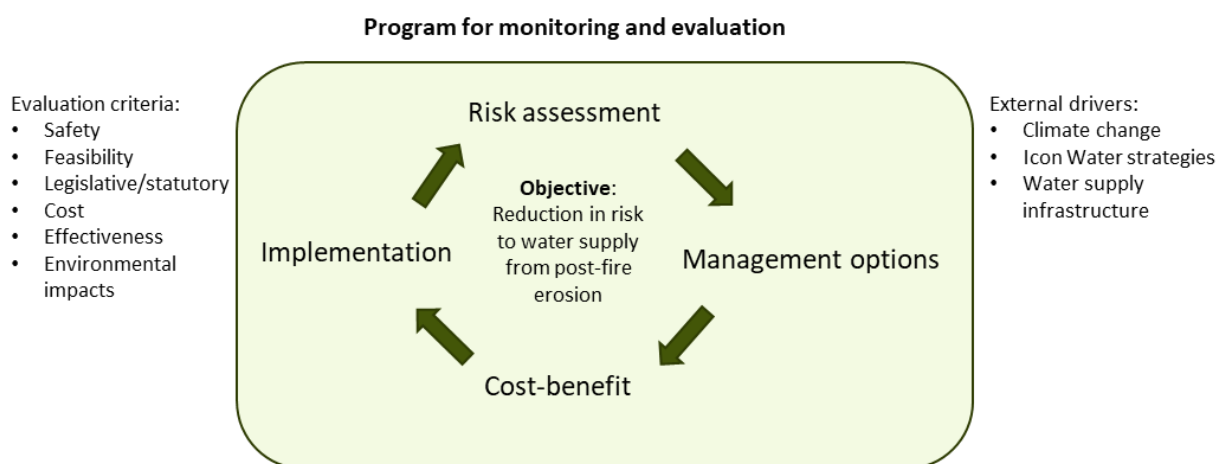 Program for monitoring and evaluation
Evaluation criteria:
• Safety
• Feasibility
• Legislative/statutory
• Cost
• Effectiveness
• Environmental
impacts
Risk assessment
Objective:
Reduction in risk
to water supply
from post-fire
erosion
Implementation
Management options
Cost-benefit
External drivers:
• Climate change
• Icon Water strategies
• Water supply
infrastructure